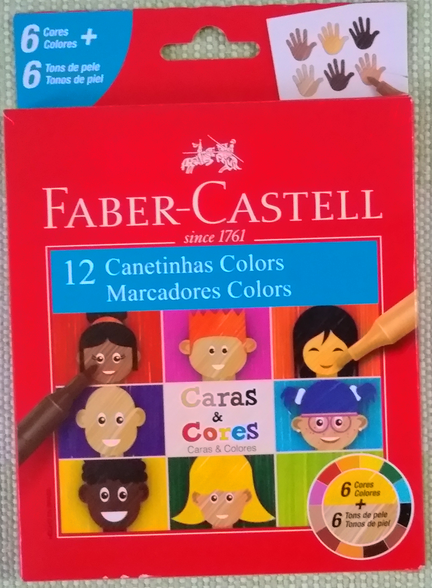 6 Cores +
Colores
6 Tons de pele
Tonos de piel
FABER-CASTELL
since 1761
12 Canetinhas Colors
Marcadores Colors
Caras
&
Cores
Caras & Colores
6 Cores
Colores
+
6 Tons de pele
Tonos de piel